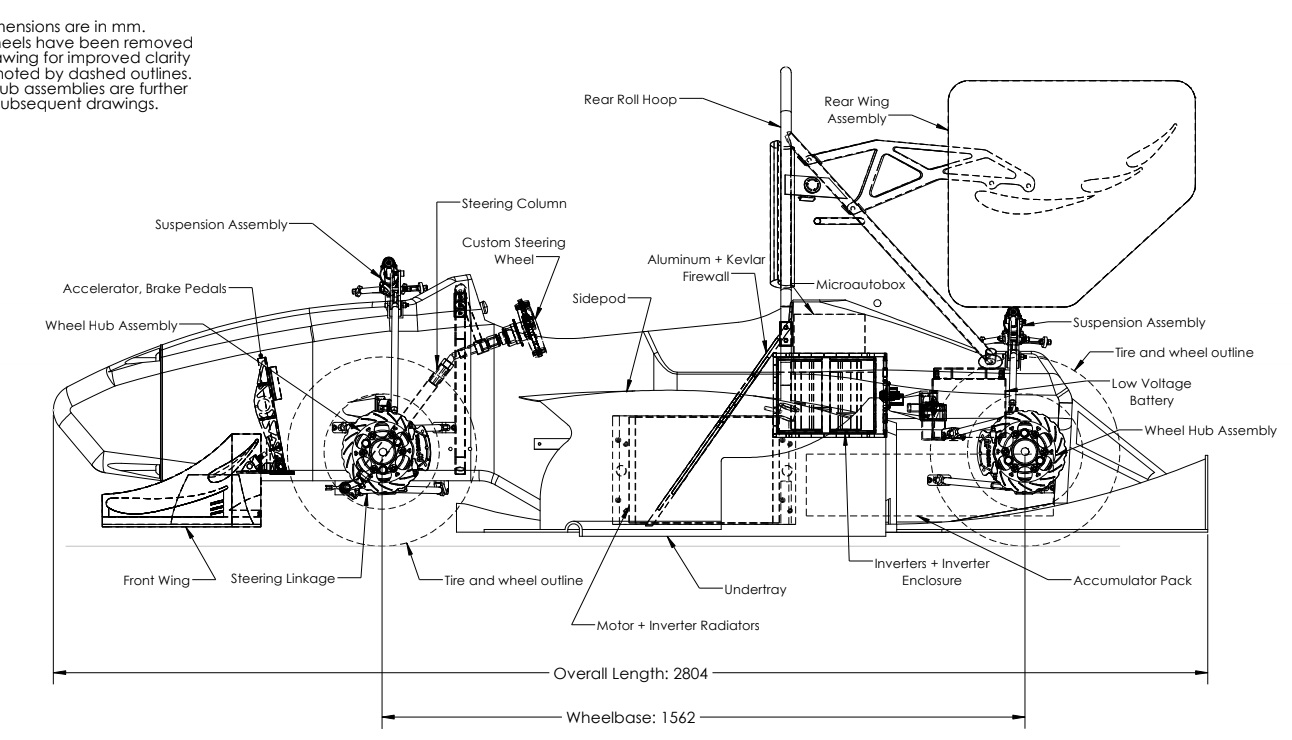 mensions are in mm.
heels have been removed
awing for improved clarity
noted by dashed outlines.
ub assemblies are further
ubsequent drawings.
Rear Roll Hoop
Rear Wing
Assembly
Steering Column
Suspension Assembly
Custom Steering
Wheel
Aluminum + Kevlar
Firewall
Accelerator, Brake Pedals
Microautobox
Sidepod
Wheel Hub Assembly
Suspension Assembly
Tire and wheel outline
Low Voltage
Battery
Wheel Hub Assembly
Front Wing
Steering Linkage
Tire and wheel outline
Undertray
Inverters + Inverter
Enclosure
Accumulator Pack
Motor + Inverter Radiators
Overall Length: 2804
Wheelbase: 1562